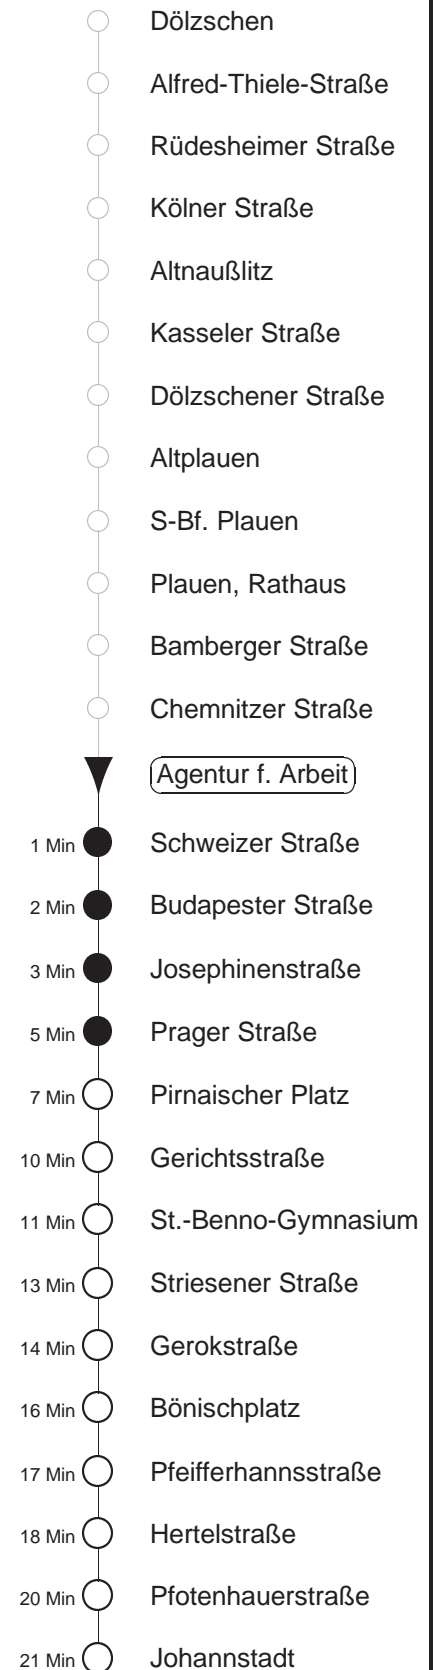 Dölzschen
Alfred-Thiele-Straße
Rüdesheimer Straße
Kölner Straße
Altnaußlitz
Kasseler Straße
Dölzschener Straße
Altplauen
S-Bf. Plauen
Plauen, Rathaus
Bamberger Straße
Chemnitzer Straße
Agentur f. Arbeit
1 Min Schweizer Straße
2 Min Budapester Straße
3 Min Josephinenstraße
5 Min Prager Straße
7 Min Pirnaischer Platz
10 Min Gerichtsstraße
11 Min St.-Benno-Gymnasium
13 Min Striesener Straße
14 Min Gerokstraße
16 Min Bönischplatz
17 Min Pfeifferhannsstraße
18 Min Hertelstraße
20 Min Pfotenhauerstraße
21 Min Johannstadt